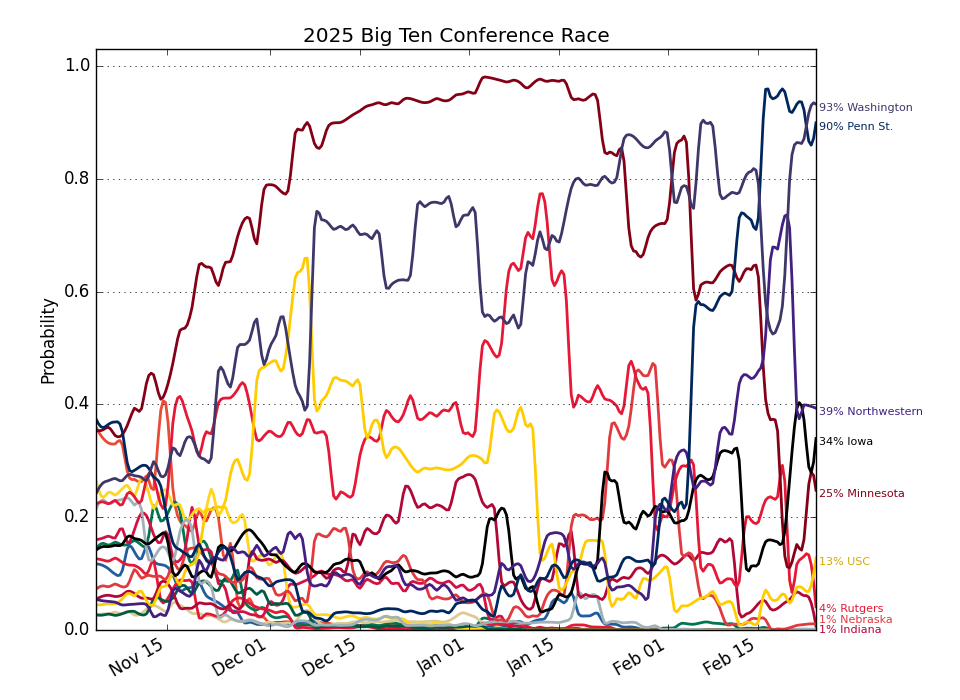 2025 Big Ten Conference Race
Probability
1.0
0.8
0.6
0.4
0.2
0.0
Nov 15
Dec 01
Dec 15
Jan 01
Jan 15
Feb 01
Feb 15
93% Washington
90% Penn St.
39% Northwestern
34% Iowa
25% Minnesota
13% USC
4% Rutgers
1% Nebraska
1% Indiana